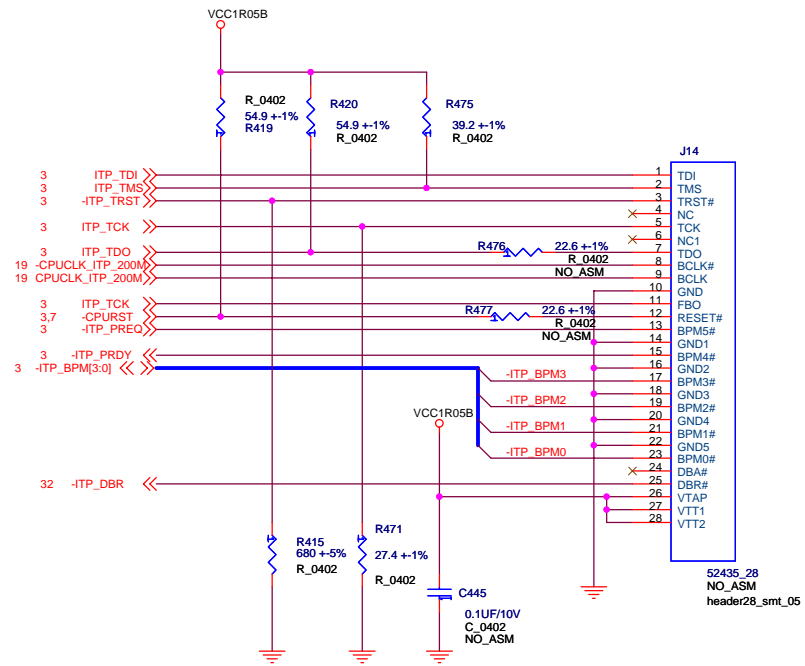 VCC1R05B
R_0402
54.9 +-1%
R419
R420
54.9 +-1%
R_0402
R475
39.2 +-1%
R_0402
J14
3 ITP_TDI 1 TDI
3 ITP_TMS 2 TMS
3 -ITP_TRST 3 TRST#
4 NC
3 ITP_TCK 5 TCK
6 NC1
3 ITP_TDO R476 22.6 +-1% 7 TDO
R_0402
NO_ASM
19 -CPUCLK_ITP_200M 8 BCLK#
19 CPUCLK_ITP_200M 9 BCLK
10 GND
3 ITP_TCK 11 FBO
3,7 -CPURST R477 22.6 +-1% 12 RESET#
R_0402
NO_ASM
3 -ITP_PREQ 13 BPM5#
14 GND1
3 -ITP_PRDY 15 BPM4#
3 -ITP_BPM[3:0] 16 GND2
-ITP_BPM3 17 BPM3#
18 GND3
-ITP_BPM2 19 BPM2#
20 GND4
VCC1R05B
-ITP_BPM1 21 BPM1#
22 GND5
-ITP_BPM0 23 BPM0#
24 DBA#
32 -ITP_DBR 25 DBR#
26 VTAP
27 VTT1
28 VTT2
R415
680 +-5%
R_0402
R471
27.4 +-1%
R_0402
C445
0.1UF/10V
C_0402
NO_ASM
52435_28
NO_ASM
header28_smt_05